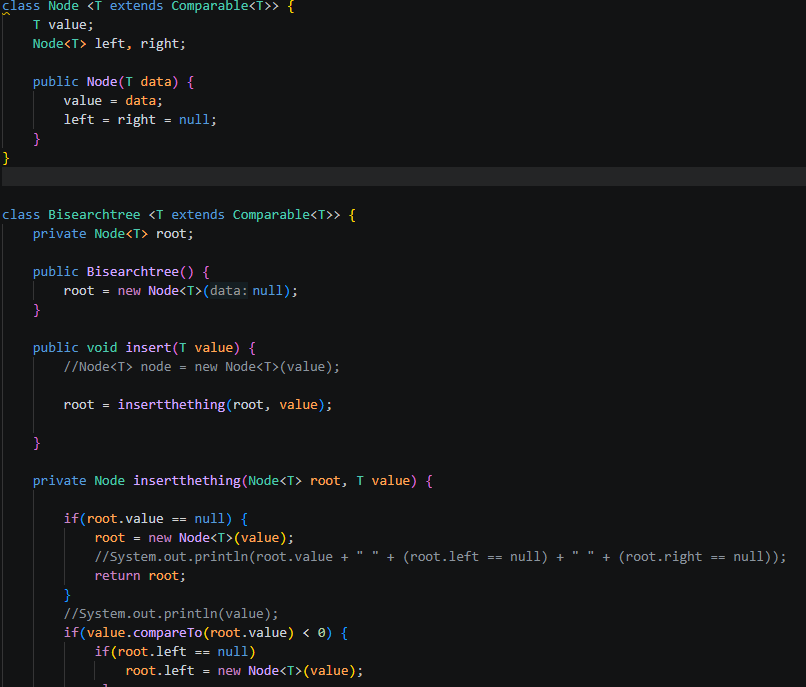 class Node <T extends Comparable<T>> {
    T value;
    Node<T> left, right;
    public Node(T data) {
        value = data;
        left = right = null;
    }
}
class Bisearchtree <T extends Comparable<T>> {
    private Node<T> root;
    public Bisearchtree() {
        root = new Node<T>(data: null);
    }
    public void insert(T value) {
        //Node<T> node = new Node<T>(value);
        root = insertthething(root, value);
    }
    private Node insertthething(Node<T> root, T value) {
        if(root.value == null) {
            root = new Node<T>(value);
            //System.out.println(root.value + " " + (root.left == null) + " " + (root.right == null));
            return root;
        }
        //System.out.println(value);
        if(value.compareTo(root.value) < 0) {
            if(root.left == null)
                root.left = new Node<T>(value);